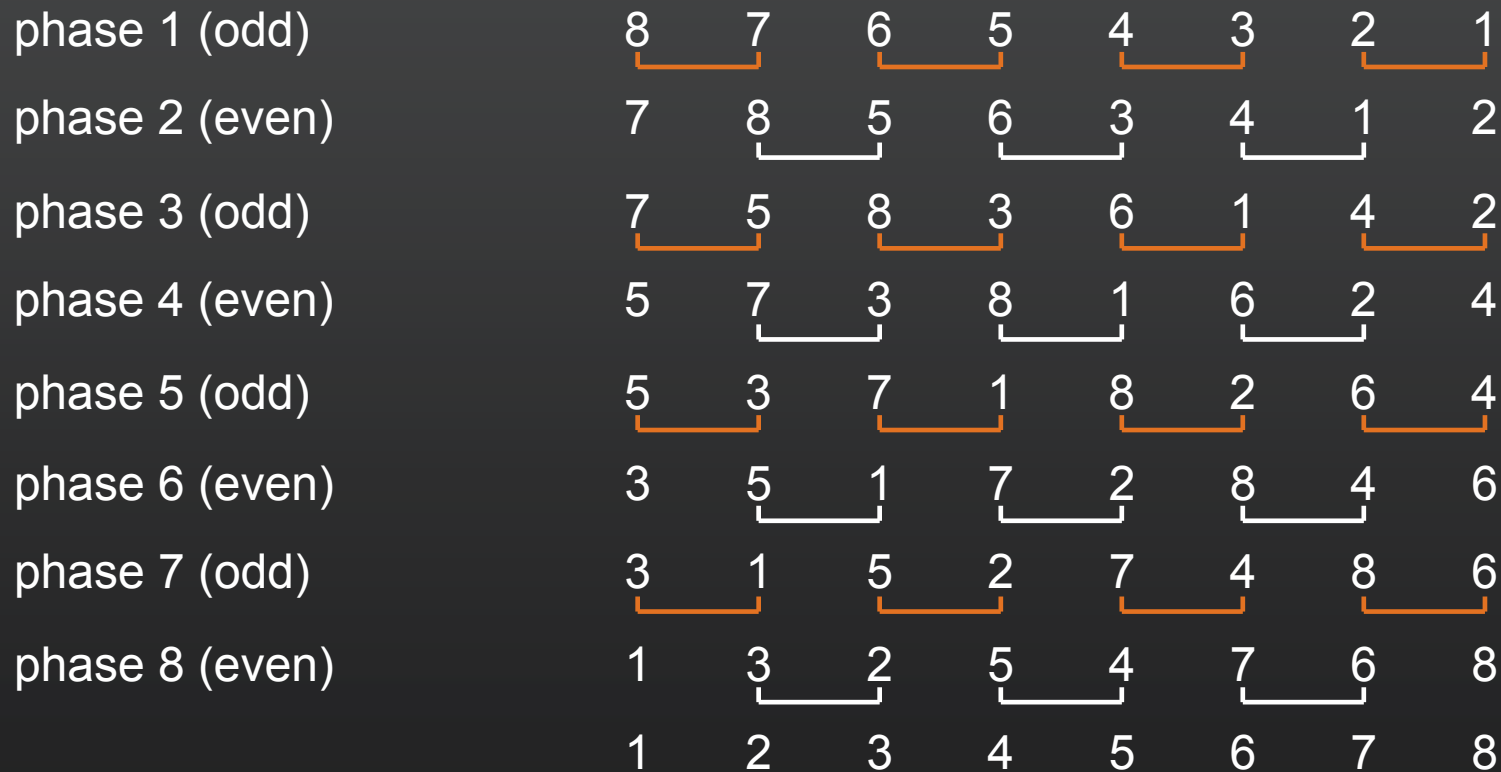 phase 1 (odd) 8 7 6 5 4 3 2 1
phase 2 (even) 7 8 5 6 3 4 1 2
phase 3 (odd) 7 5 8 3 6 1 4 2
phase 4 (even) 5 7 3 8 1 6 2 4
phase 5 (odd) 5 3 7 1 8 2 6 4
phase 6 (even) 3 5 1 7 2 8 4 6
phase 7 (odd) 3 1 5 2 7 4 8 6
phase 8 (even) 1 3 2 5 4 7 6 8
1 2 3 4 5 6 7 8